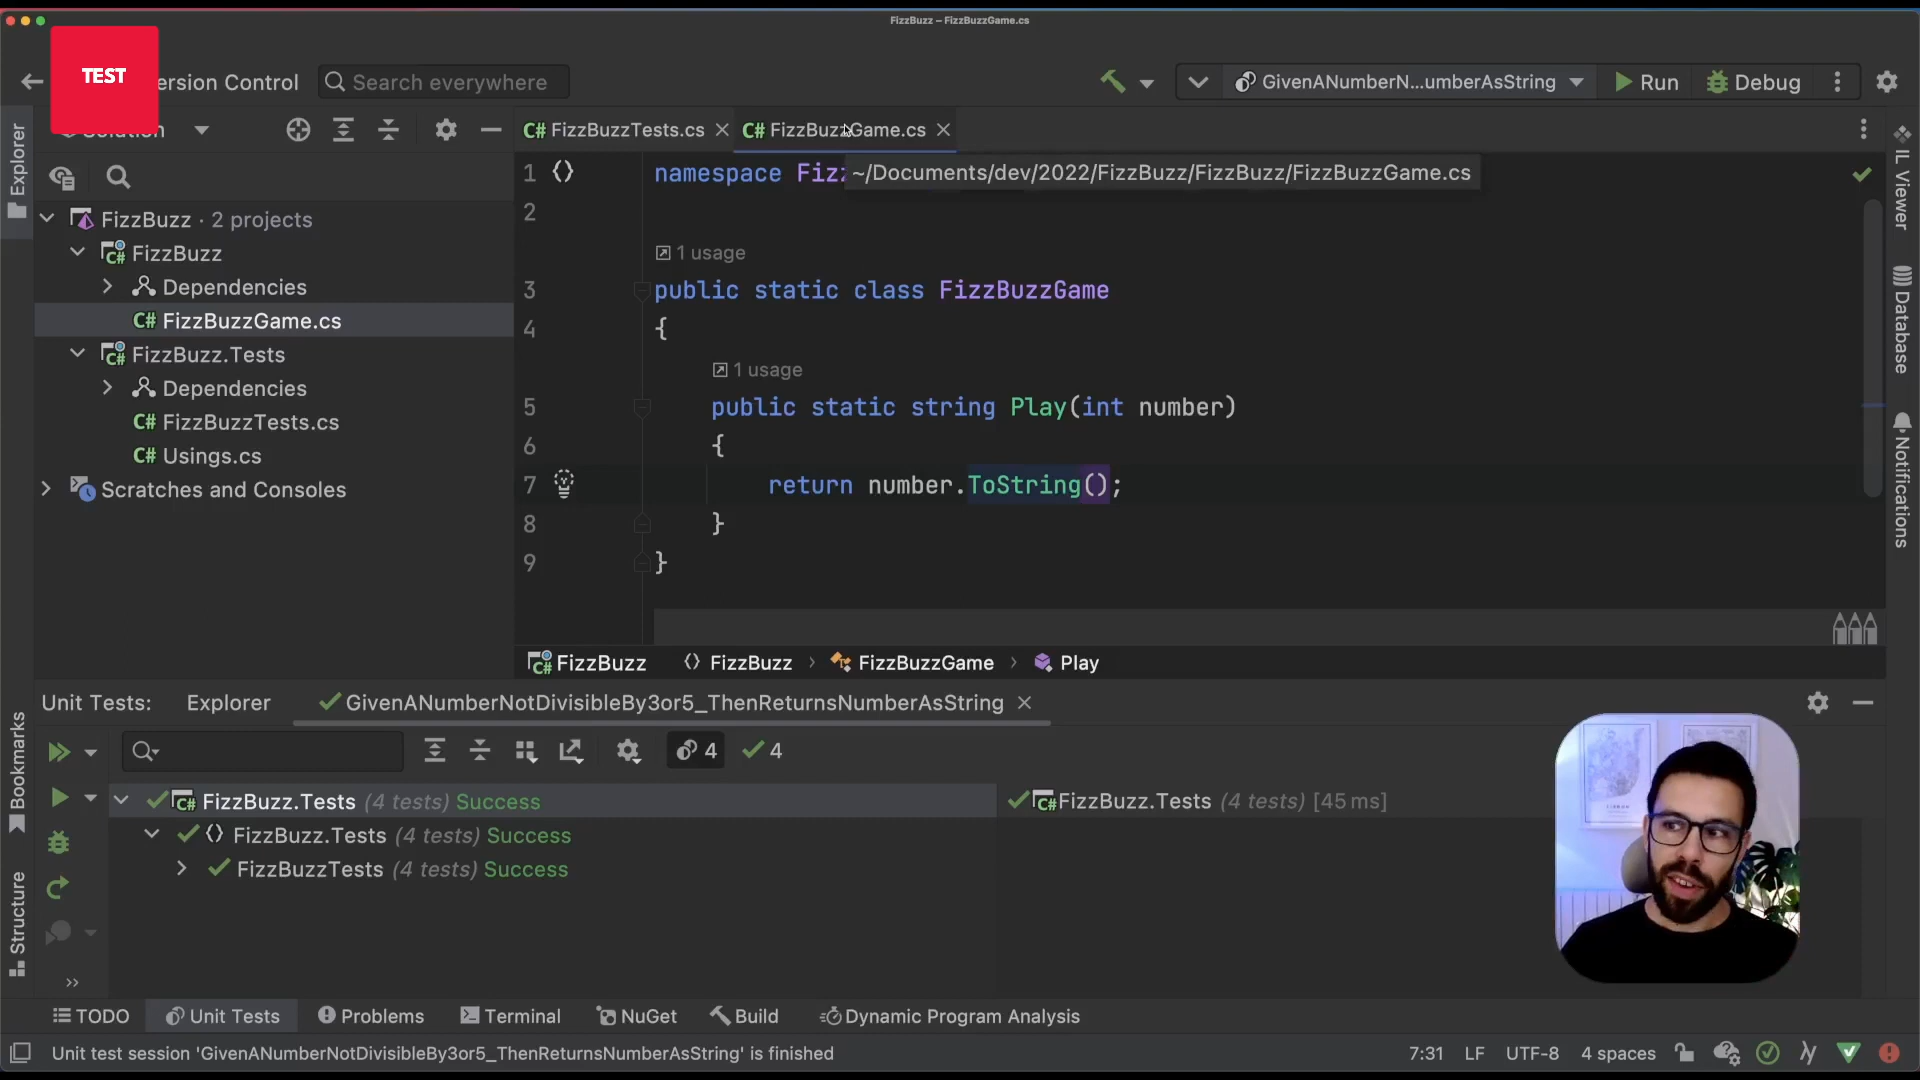 FizzBuzz – FizzBuzzGame.cs
TEST
ersion Control
Search everywhere
GivenANumberN...umberAsString
Run
Debug
Explorer
Solution
C# FizzBuzzTests.cs
C# FizzBuzzGame.cs
~/Documents/dev/2022/FizzBuzz/FizzBuzz/FizzBuzzGame.cs
FizzBuzz · 2 projects
C# FizzBuzz
Dependencies
C# FizzBuzzGame.cs
C# FizzBuzz.Tests
Dependencies
C# FizzBuzzTests.cs
C# Usings.cs
Scratches and Consoles
1 namespace Fiz
2
1 usage
3 public static class FizzBuzzGame
4 {
1 usage
5 public static string Play(int number)
6 {
7 return number.ToString();
8 }
9 }
IL Viewer
Database
Notifications
C# FizzBuzz
FizzBuzz › FizzBuzzGame › Play
Unit Tests:
Explorer
GivenANumberNotDivisibleBy3or5_ThenReturnsNumberAsString
4
4
C# FizzBuzz.Tests (4 tests) Success
C# FizzBuzz.Tests (4 tests) [45 ms]
FizzBuzz.Tests (4 tests) Success
FizzBuzzTests (4 tests) Success
Bookmarks
Structure
TODO
Unit Tests
Problems
Terminal
NuGet
Build
Dynamic Program Analysis
Unit test session 'GivenANumberNotDivisibleBy3or5_ThenReturnsNumberAsString' is finished
7:31
LF
UTF-8
4 spaces